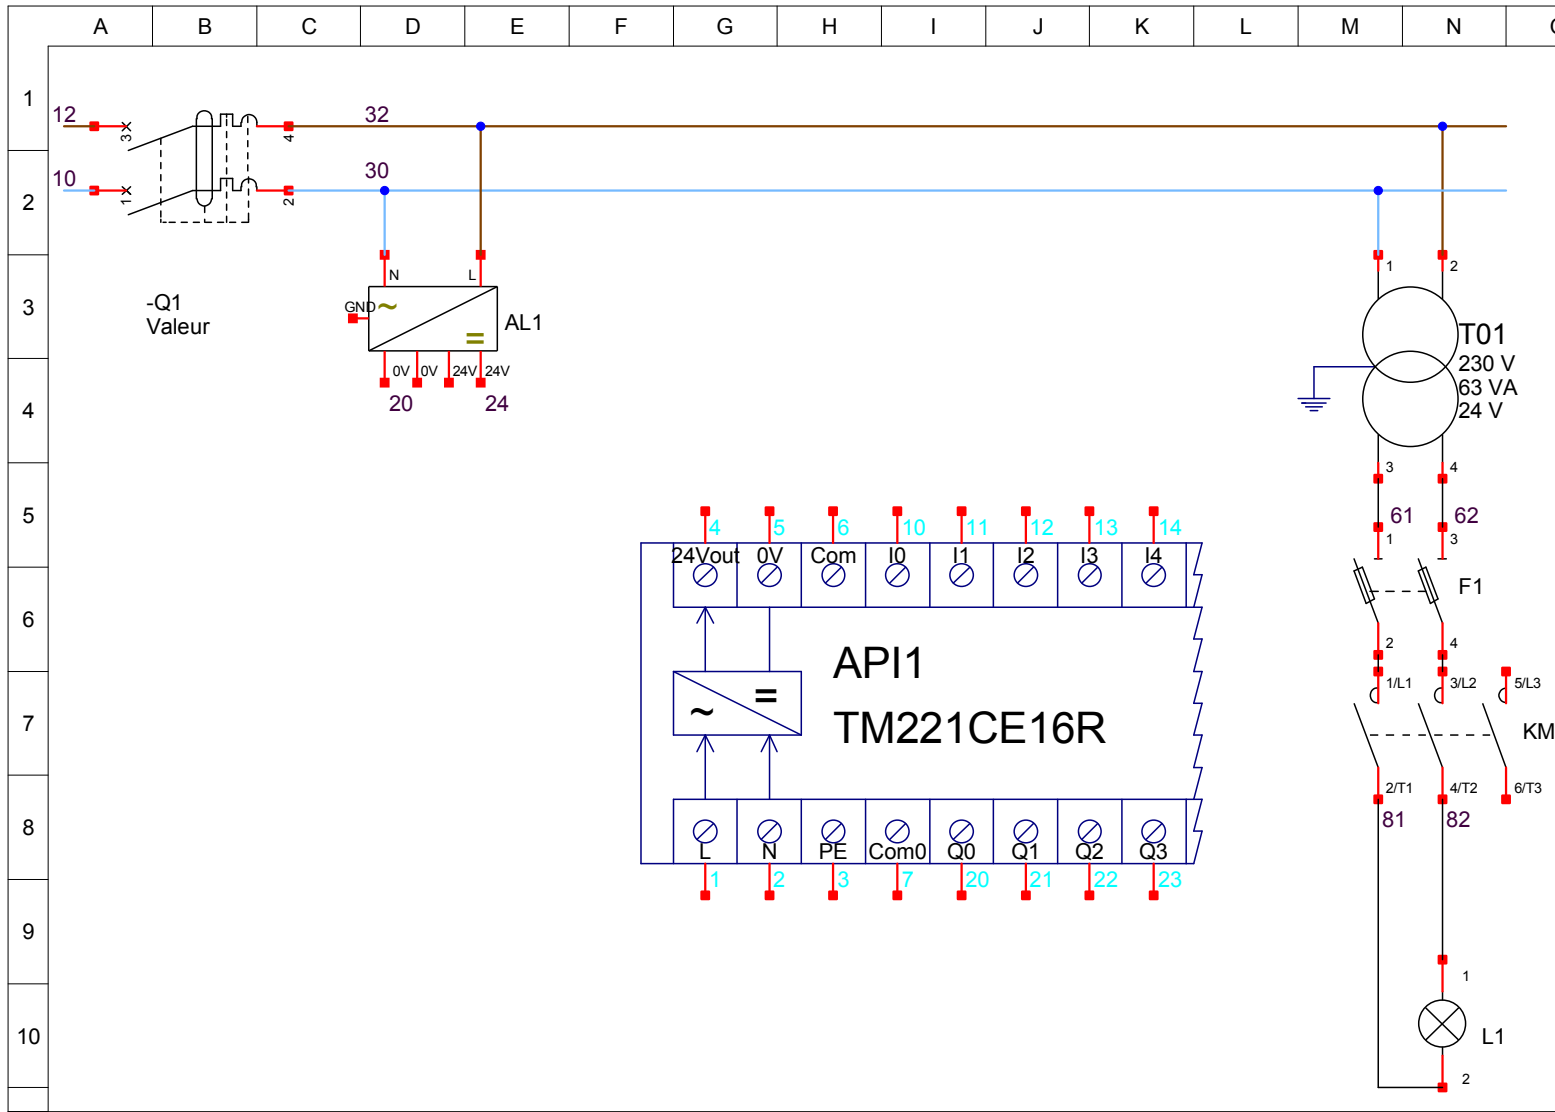 A B C D E F G H I J K L M N
1
12 3 4 32
10 1 2 30
2
N L 1 2
3
-Q1
Valeur
GND ~ = AL1
T01
230 V
63 VA
24 V
0V 0V 24V 24V
20 24
4
3 4
5
61 62
4 5 6 10 11 12 13 14
24Vout 0V Com I0 I1 I2 I3 I4
1 3
F1
6
2 4
API1
TM221CE16R
~ =
1/L1 3/L2 5/L3
7
KM
2/T1 4/T2 6/T3
81 82
8
L N PE Com0 Q0 Q1 Q2 Q3
1 2 3 7 20 21 22 23
9
1
10
L1
2